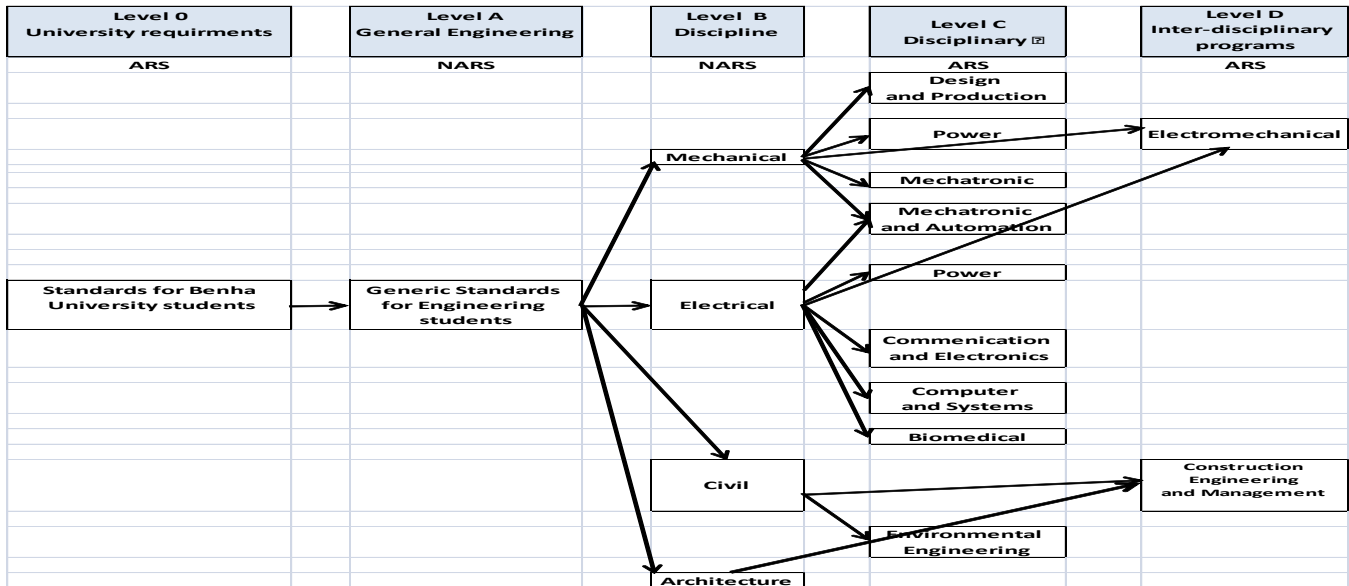 Level 0
University requirments
Level A
General Engineering
Level B
Discipline
Level C
Disciplinary
Level D
Inter-disciplinary
programs
ARS
NARS
NARS
ARS
ARS
Design
and Production
Power
Electromechanical
Mechanical
Mechatronic
Mechatronic
and Automation
Power
Standards for Benha
University students
Generic Standards
for Engineering
students
Electrical
Commenication
and Electronics
Computer
and Systems
Biomedical
Civil
Construction
Engineering
and Management
Environmental
Engineering
Architecture